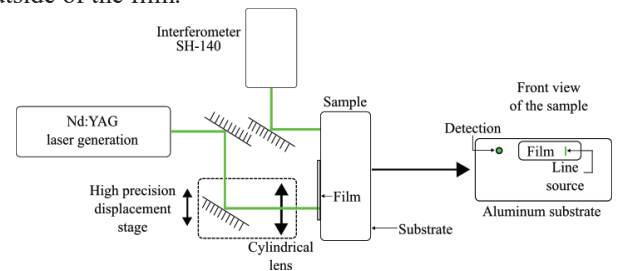 utside of the film.
Interferometer
SH-140
Nd:YAG
laser generation
Sample
Front view
of the sample
Detection
Film
Line
source
Aluminum substrate
High precision
displacement
stage
Film
Substrate
Cylindrical
lens